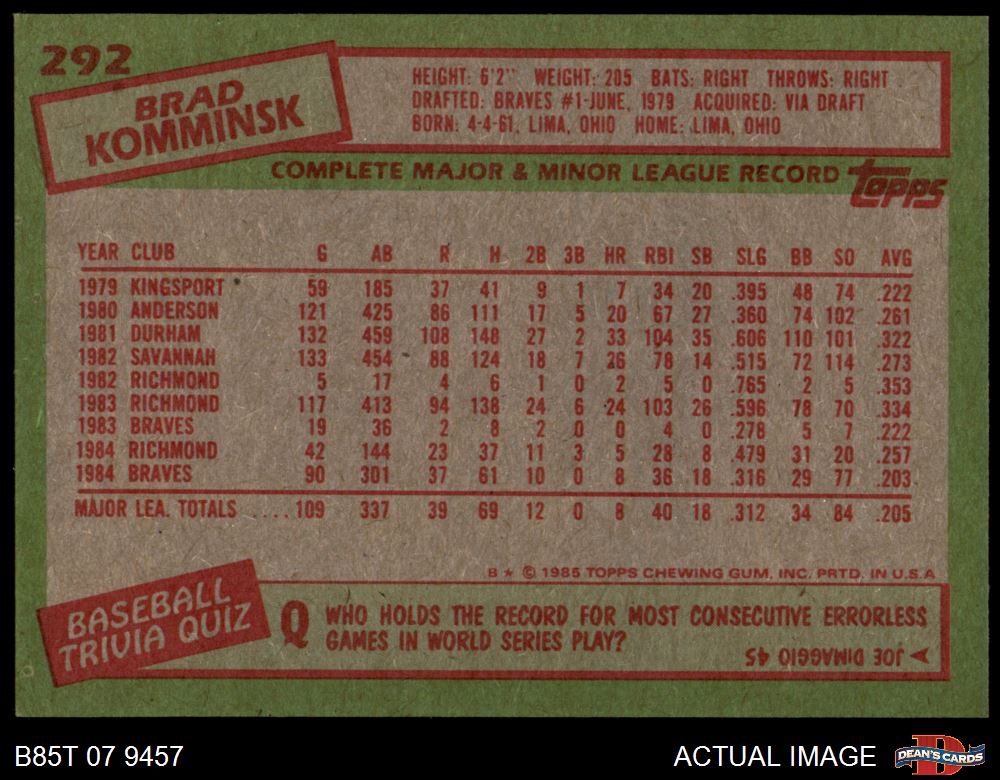 292
BRAD
KOMMINSK
HEIGHT: 6'2" WEIGHT: 205 BATS: RIGHT THROWS: RIGHT
DRAFTED: BRAVES #1-JUNE, 1979 ACQUIRED: VIA DRAFT
BORN: 4-4-61, LIMA, OHIO HOME: LIMA, OHIO
COMPLETE MAJOR & MINOR LEAGUE RECORD
topps
YEAR CLUB G AB R H 2B 3B HR RBI SB SLG BB SO AVG
1979 KINGSPORT 59 185 37 41 9 1 7 34 20 .395 48 74 .222
1980 ANDERSON 121 425 86 111 17 5 20 67 27 .360 74 102 .261
1981 DURHAM 132 459 108 148 27 2 33 104 35 .606 110 101 .322
1982 SAVANNAH 133 454 88 124 18 7 26 78 14 .515 72 114 .273
1982 RICHMOND 5 17 4 6 1 0 2 5 0 .765 2 5 .353
1983 RICHMOND 117 413 94 138 24 6 24 103 26 .596 78 70 .334
1983 BRAVES 19 36 2 8 2 0 0 4 0 .278 5 7 .222
1984 RICHMOND 42 144 23 37 11 3 5 28 8 .479 31 20 .257
1984 BRAVES 90 301 37 61 10 0 8 36 18 .316 29 77 .203
MAJOR LEA. TOTALS ....109 337 39 69 12 0 8 40 18 .312 34 84 .205
B ★ © 1985 TOPPS CHEWING GUM, INC. PRTD. IN U.S.A
BASEBALL
TRIVIA QUIZ
Q WHO HOLDS THE RECORD FOR MOST CONSECUTIVE ERRORLESS
GAMES IN WORLD SERIES PLAY?
JOE DIMAGGIO 45
B85T 07 9457
ACTUAL IMAGE
DEAN'S CARDS